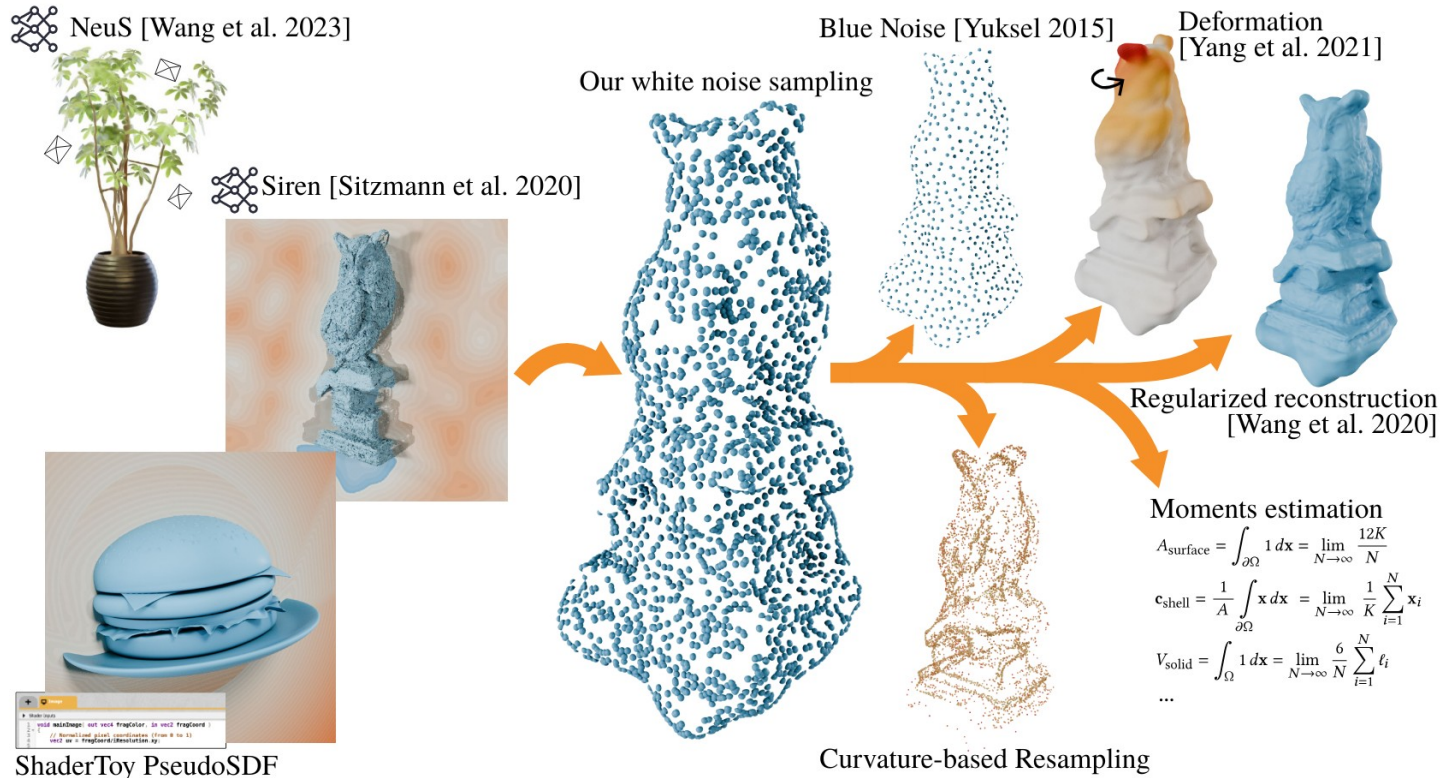 NeuS [Wang et al. 2023]
Siren [Sitzmann et al. 2020]
Our white noise sampling
Blue Noise [Yuksel 2015]
Deformation
[Yang et al. 2021]
Regularized reconstruction
[Wang et al. 2020]
Moments estimation
A_surface = ∫_∂Ω 1 dx = lim_{N→∞} 12K/N
c_shell = 1/A ∫_∂Ω x dx = lim_{N→∞} 1/K ∑_{i=1}^{N} x_i
V_solid = ∫_Ω 1 dx = lim_{N→∞} 6/N ∑_{i=1}^{N} ℓ_i
...
Curvature-based Resampling
Image
Shader Inputs
void mainImage( out vec4 fragColor, in vec2 fragCoord )
{
// Normalized pixel coordinates (from 0 to 1)
vec2 uv = fragCoord/iResolution.xy;
ShaderToy PseudoSDF